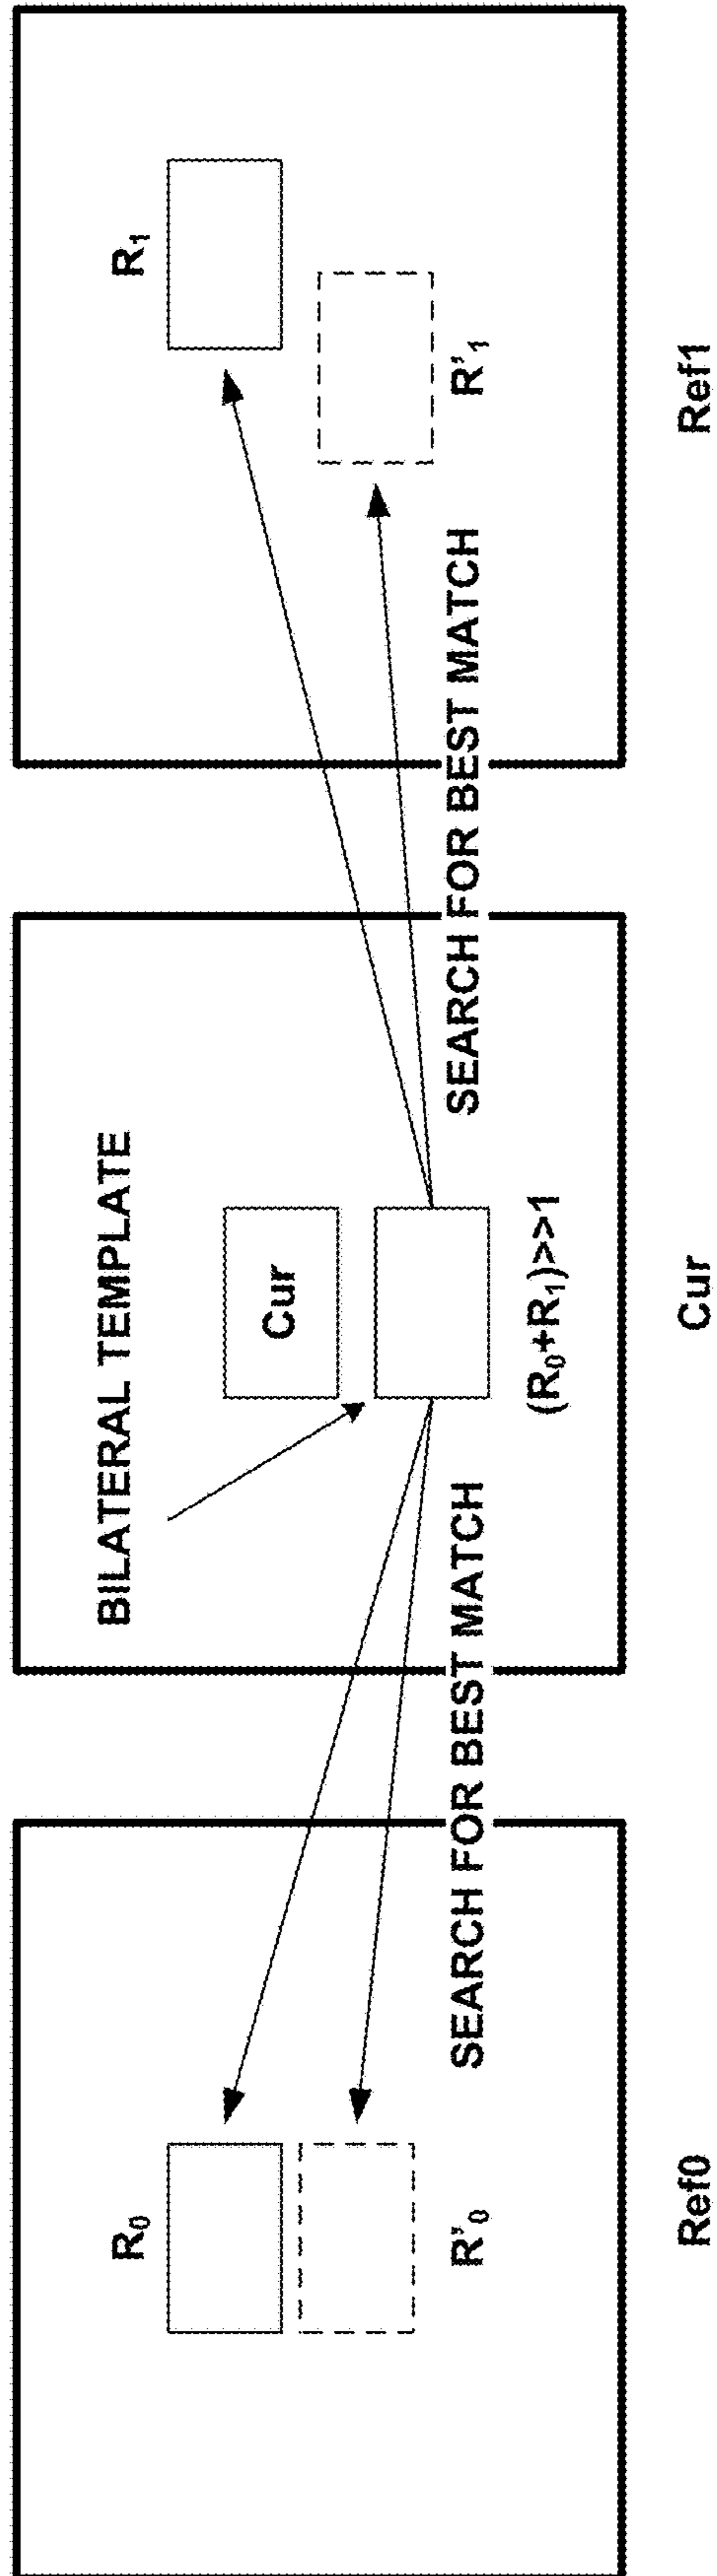 BILATERAL TEMPLATE
R₀
R₁
Cur
R'₀
R'₁
SEARCH FOR BEST MATCH
SEARCH FOR BEST MATCH
(R₀+R₁)>>1
Ref0
Cur
Ref1